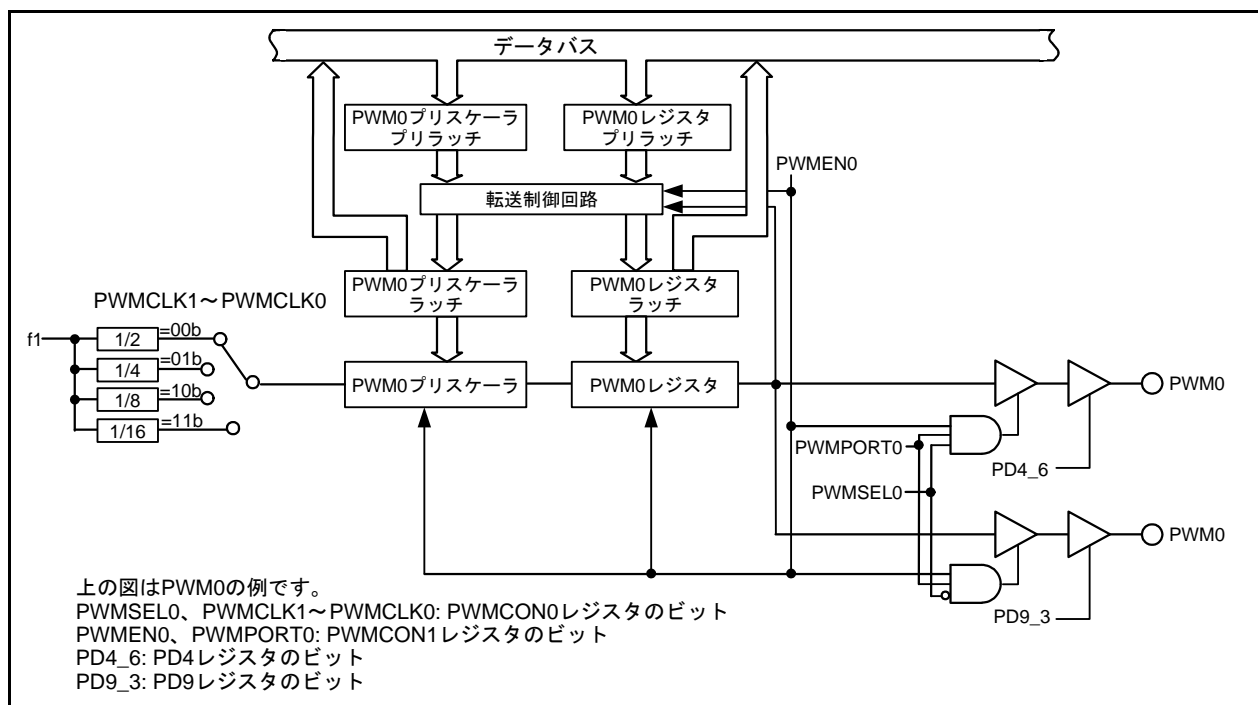 データバス
PWM0プリスケーラ
プリラッチ
PWM0レジスタ
プリラッチ
PWMEN0
転送制御回路
PWM0プリスケーラ
ラッチ
PWM0レジスタ
ラッチ
PWMCLK1～PWMCLK0
f1
1/2
=00b
1/4
=01b
1/8
=10b
1/16
=11b
PWM0プリスケーラ
PWM0レジスタ
PWM0
PWMPORT0
PD4_6
PWMSEL0
PWM0
PD9_3
上の図はPWM0の例です。
PWMSEL0、PWMCLK1～PWMCLK0: PWMCON0レジスタのビット
PWMEN0、PWMPORT0: PWMCON1レジスタのビット
PD4_6: PD4レジスタのビット
PD9_3: PD9レジスタのビット